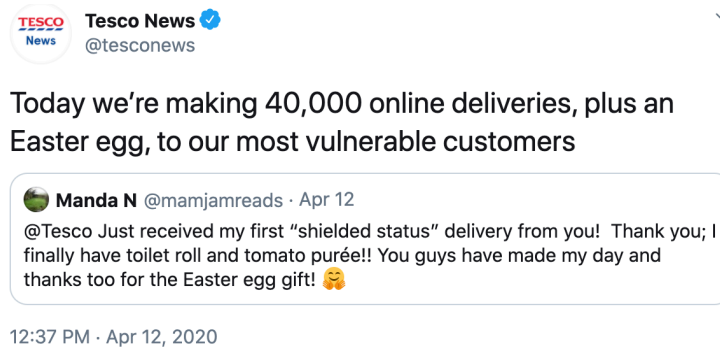 TESCO
News
Tesco News
@tesconews
Today we’re making 40,000 online deliveries, plus an
Easter egg, to our most vulnerable customers
Manda N @mamjamreads · Apr 12
@Tesco Just received my first “shielded status” delivery from you! Thank you; I
finally have toilet roll and tomato purée!! You guys have made my day and
thanks too for the Easter egg gift! 🤗
12:37 PM · Apr 12, 2020